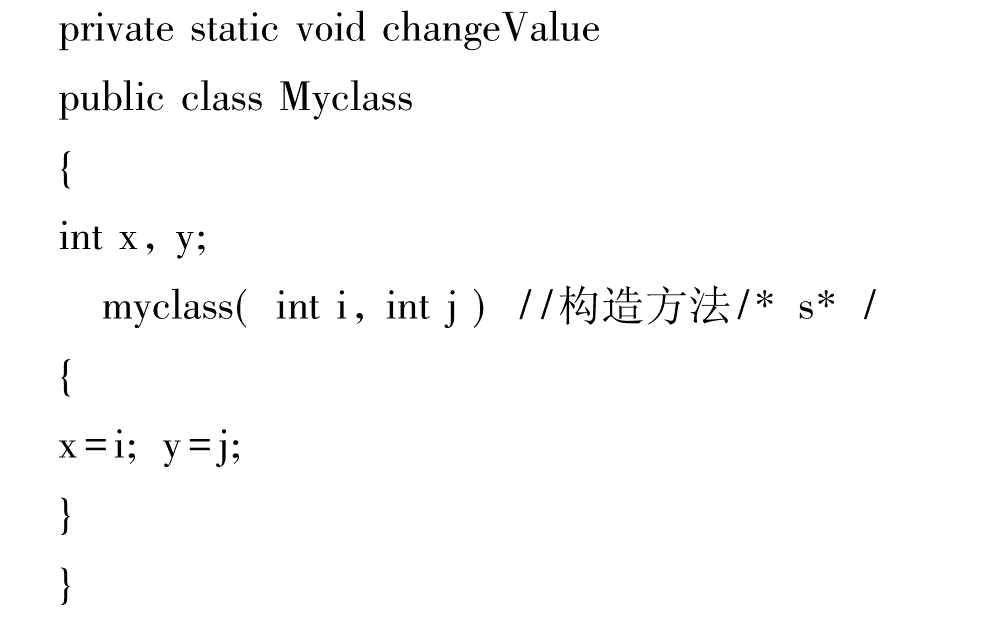 private static void changeValue
public class Myclass
{
int x, y;
myclass( int i, int j ) //构造方法/* s* /
{
x=i; y=j;
}
}